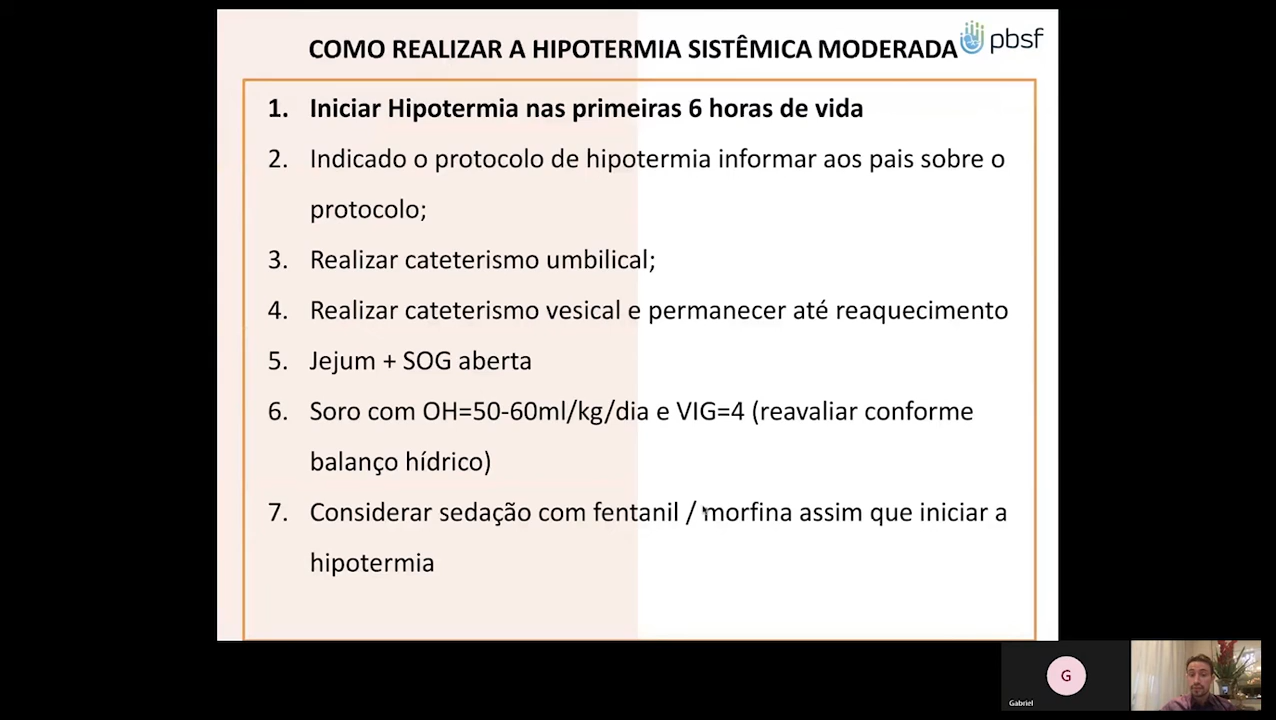 COMO REALIZAR A HIPOTERMIA SISTÊMICA MODERADA
pbsf
1. Iniciar Hipotermia nas primeiras 6 horas de vida
2. Indicado o protocolo de hipotermia informar aos pais sobre o
protocolo;
3. Realizar cateterismo umbilical;
4. Realizar cateterismo vesical e permanecer até reaquecimento
5. Jejum + SOG aberta
6. Soro com OH=50-60ml/kg/dia e VIG=4 (reavaliar conforme
balanço hídrico)
7. Considerar sedação com fentanil / morfina assim que iniciar a
hipotermia
G
Gabriel